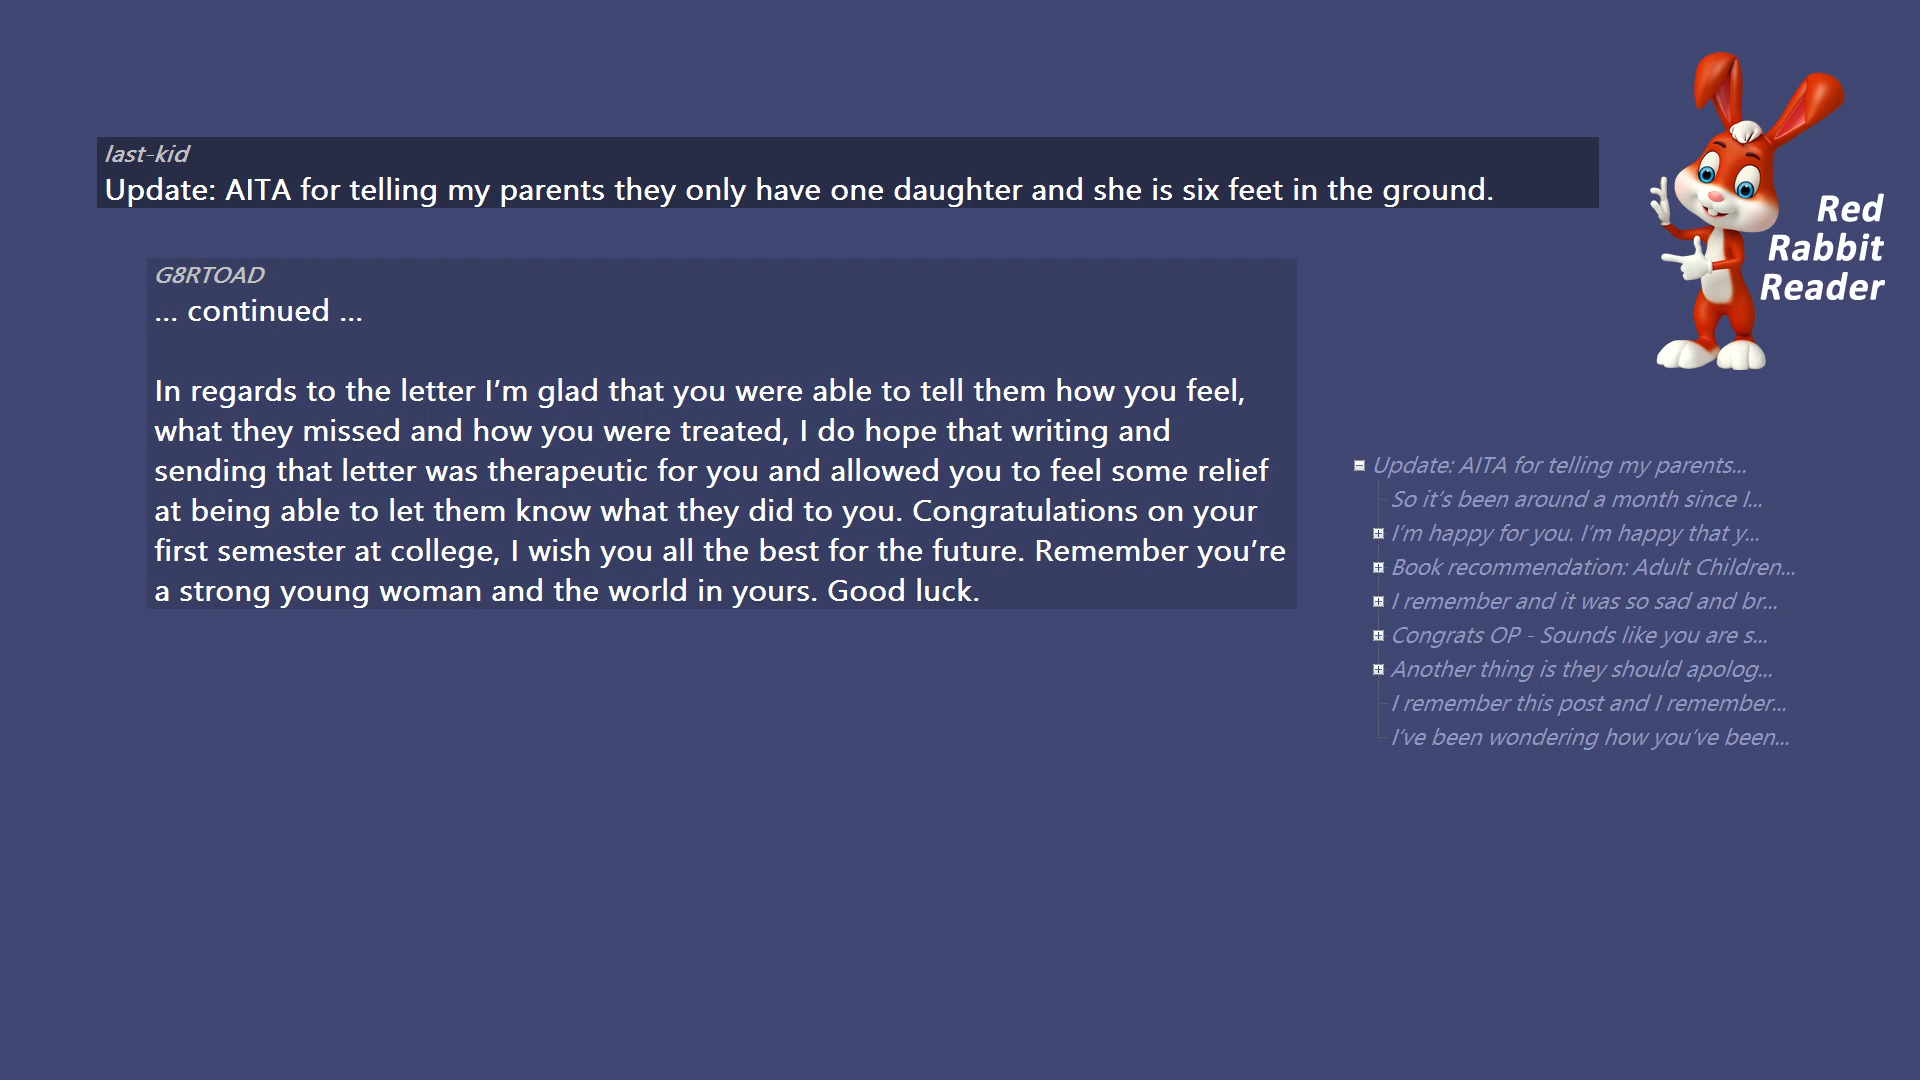 last-kid
Update: AITA for telling my parents they only have one daughter and she is six feet in the ground.
Red
Rabbit
Reader
G8RTOAD
... continued ...
In regards to the letter I’m glad that you were able to tell them how you feel,
what they missed and how you were treated, I do hope that writing and
sending that letter was therapeutic for you and allowed you to feel some relief
at being able to let them know what they did to you. Congratulations on your
first semester at college, I wish you all the best for the future. Remember you’re
a strong young woman and the world in yours. Good luck.
Update: AITA for telling my parents...
So it’s been around a month since I...
I’m happy for you. I’m happy that y...
Book recommendation: Adult Children...
I remember and it was so sad and br...
Congrats OP - Sounds like you are s...
Another thing is they should apolog...
I remember this post and I remember...
I’ve been wondering how you’ve been...